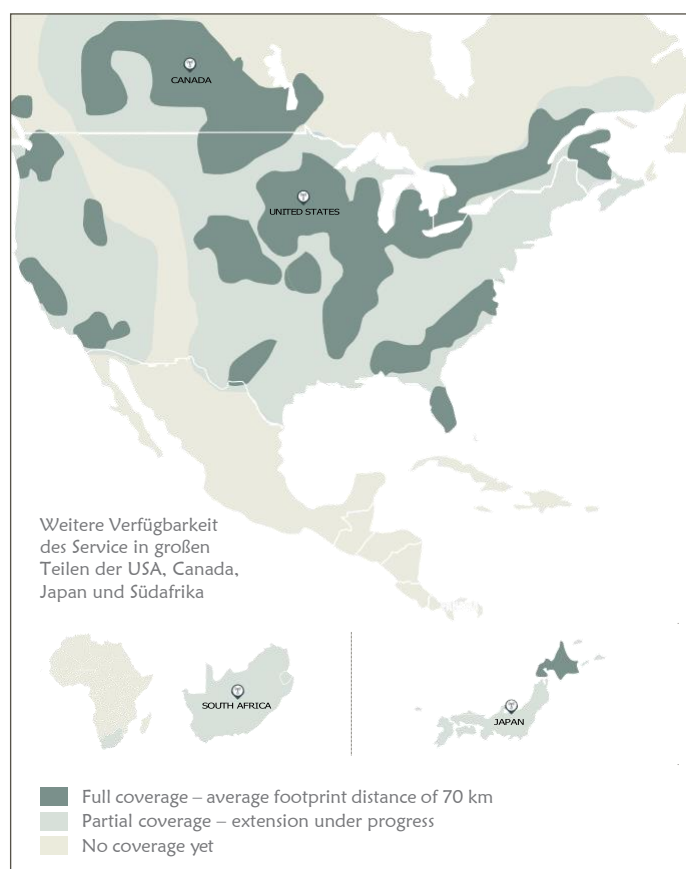 CANADA
UNITED STATES
Weitere Verfügbarkeit
des Service in großen
Teilen der USA, Canada,
Japan und Südafrika
SOUTH AFRICA
JAPAN
Full coverage – average footprint distance of 70 km
Partial coverage – extension under progress
No coverage yet